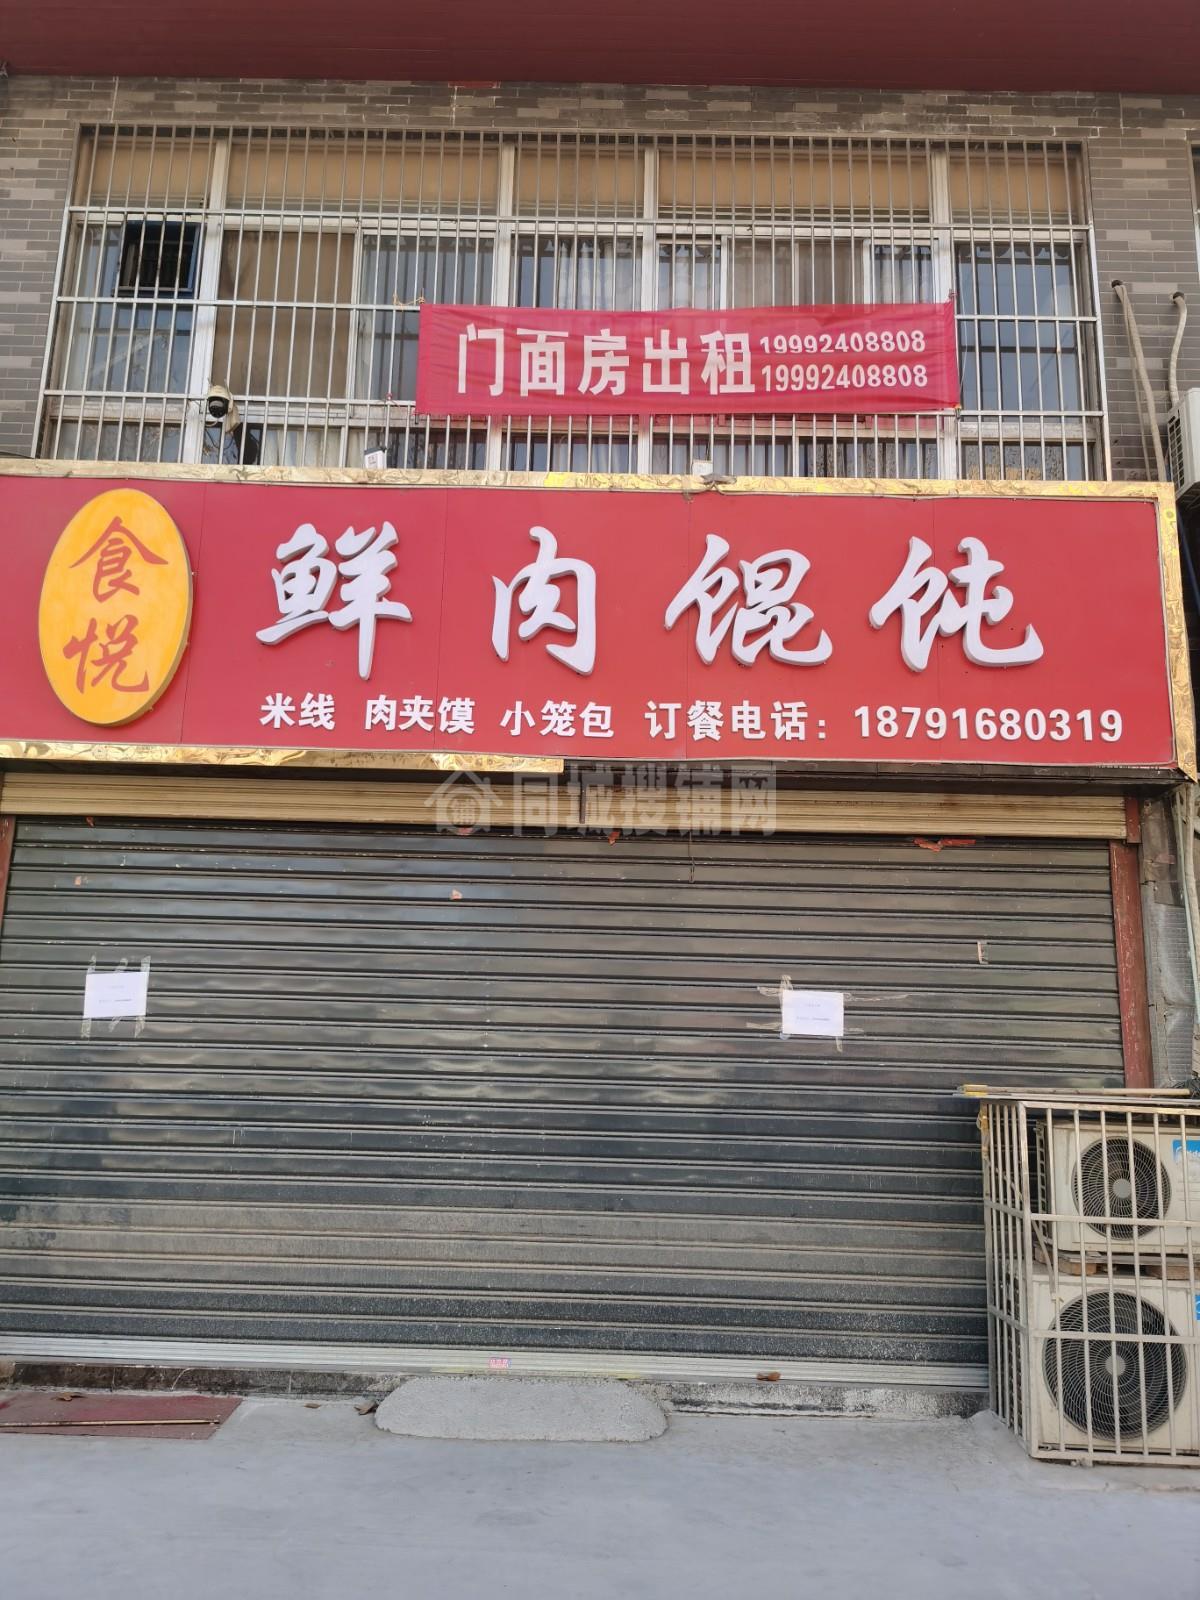 门面房出租
19992408808
19992408808
食悦
鲜肉馄饨
米线 肉夹馍 小笼包 订餐电话：18791680319
同城搜铺网